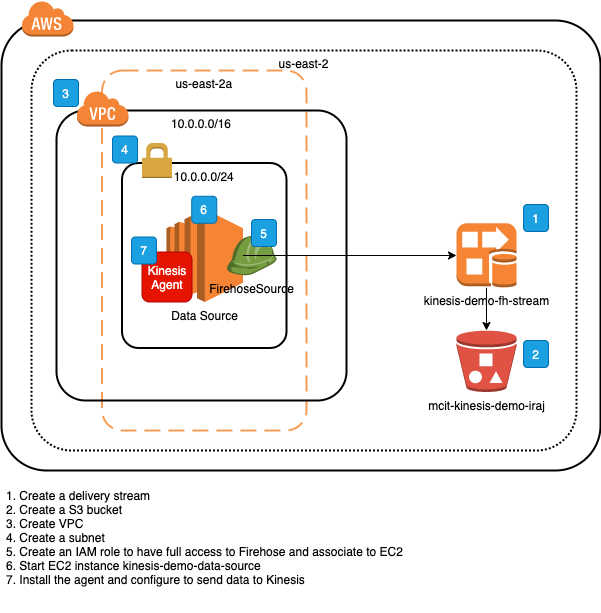 AWS
us-east-2
us-east-2a
3
VPC
10.0.0.0/16
4
10.0.0.0/24
6
1
5
7
Kinesis
Agent
FirehoseSource
kinesis-demo-fh-stream
Data Source
2
mcit-kinesis-demo-iraj
1. Create a delivery stream
2. Create a S3 bucket
3. Create VPC
4. Create a subnet
5. Create an IAM role to have full access to Firehose and associate to EC2
6. Start EC2 instance kinesis-demo-data-source
7. Install the agent and configure to send data to Kinesis